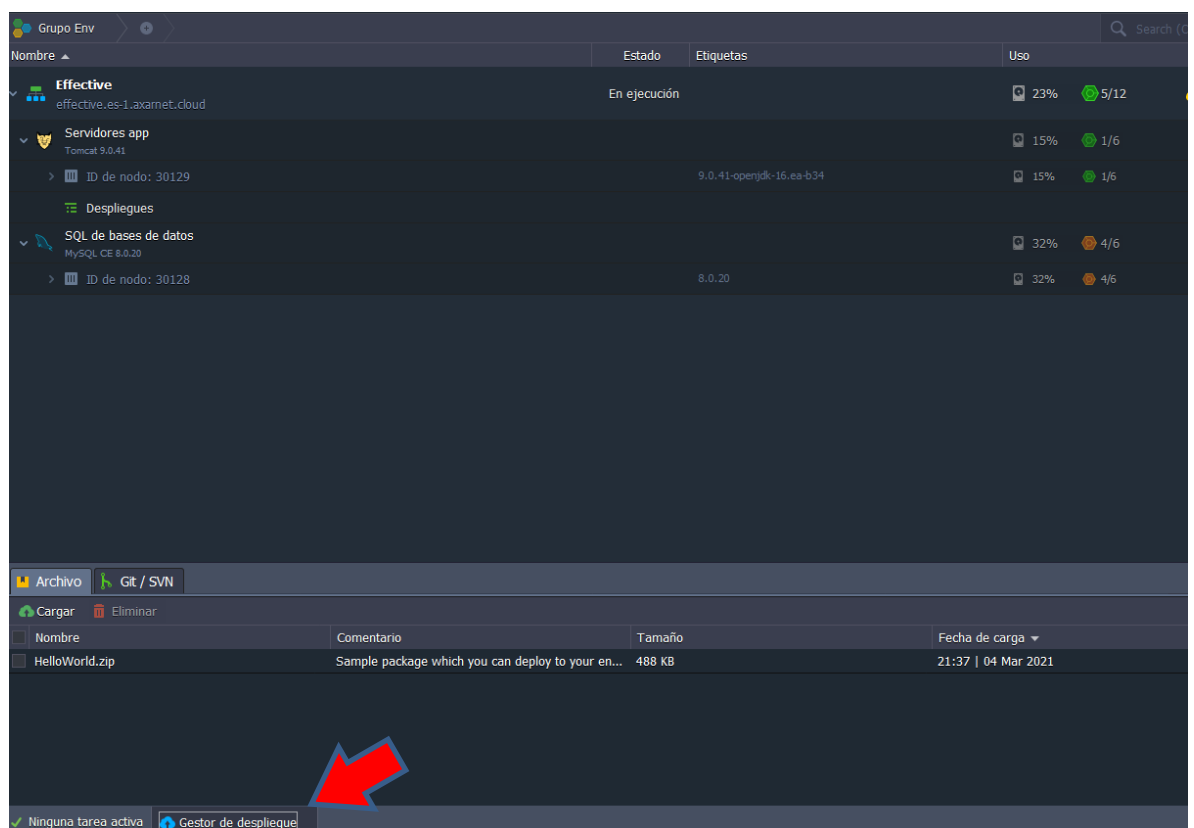 Grupo Env
Search (C
Nombre Estado Etiquetas Uso
Effective
effective.es-1.axarnet.cloud
En ejecución 23% 5/12
Servidores app
Tomcat 9.0.41
15% 1/6
ID de nodo: 30129 9.0.41-openjdk-16.ea-b34 15% 1/6
Despliegues
SQL de bases de datos
MySQL CE 8.0.20
32% 4/6
ID de nodo: 30128 8.0.20 32% 4/6
Archivo Git / SVN
Cargar Eliminar
Nombre Comentario Tamaño Fecha de carga
HelloWorld.zip Sample package which you can deploy to your en... 488 KB 21:37 | 04 Mar 2021
Ninguna tarea activa Gestor de despliegue